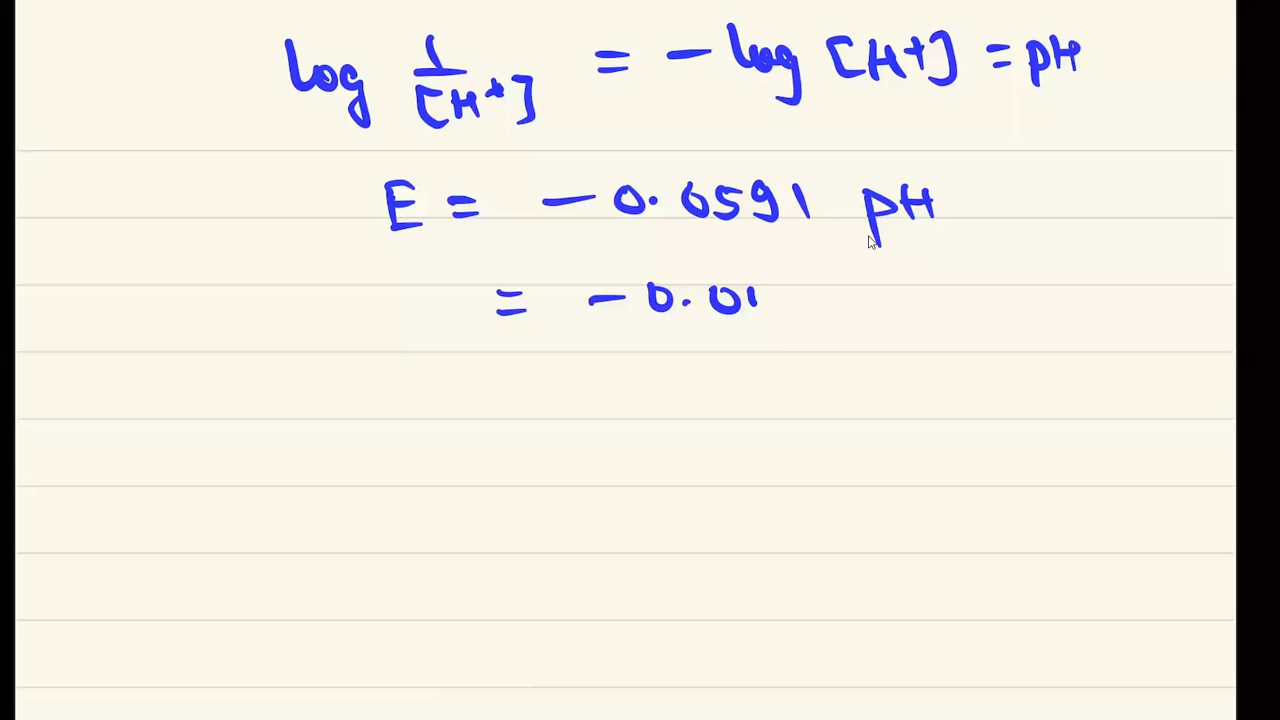 log 1/[H+] = - log [H+] = pH
E = - 0.0591 pH
= - 0.01